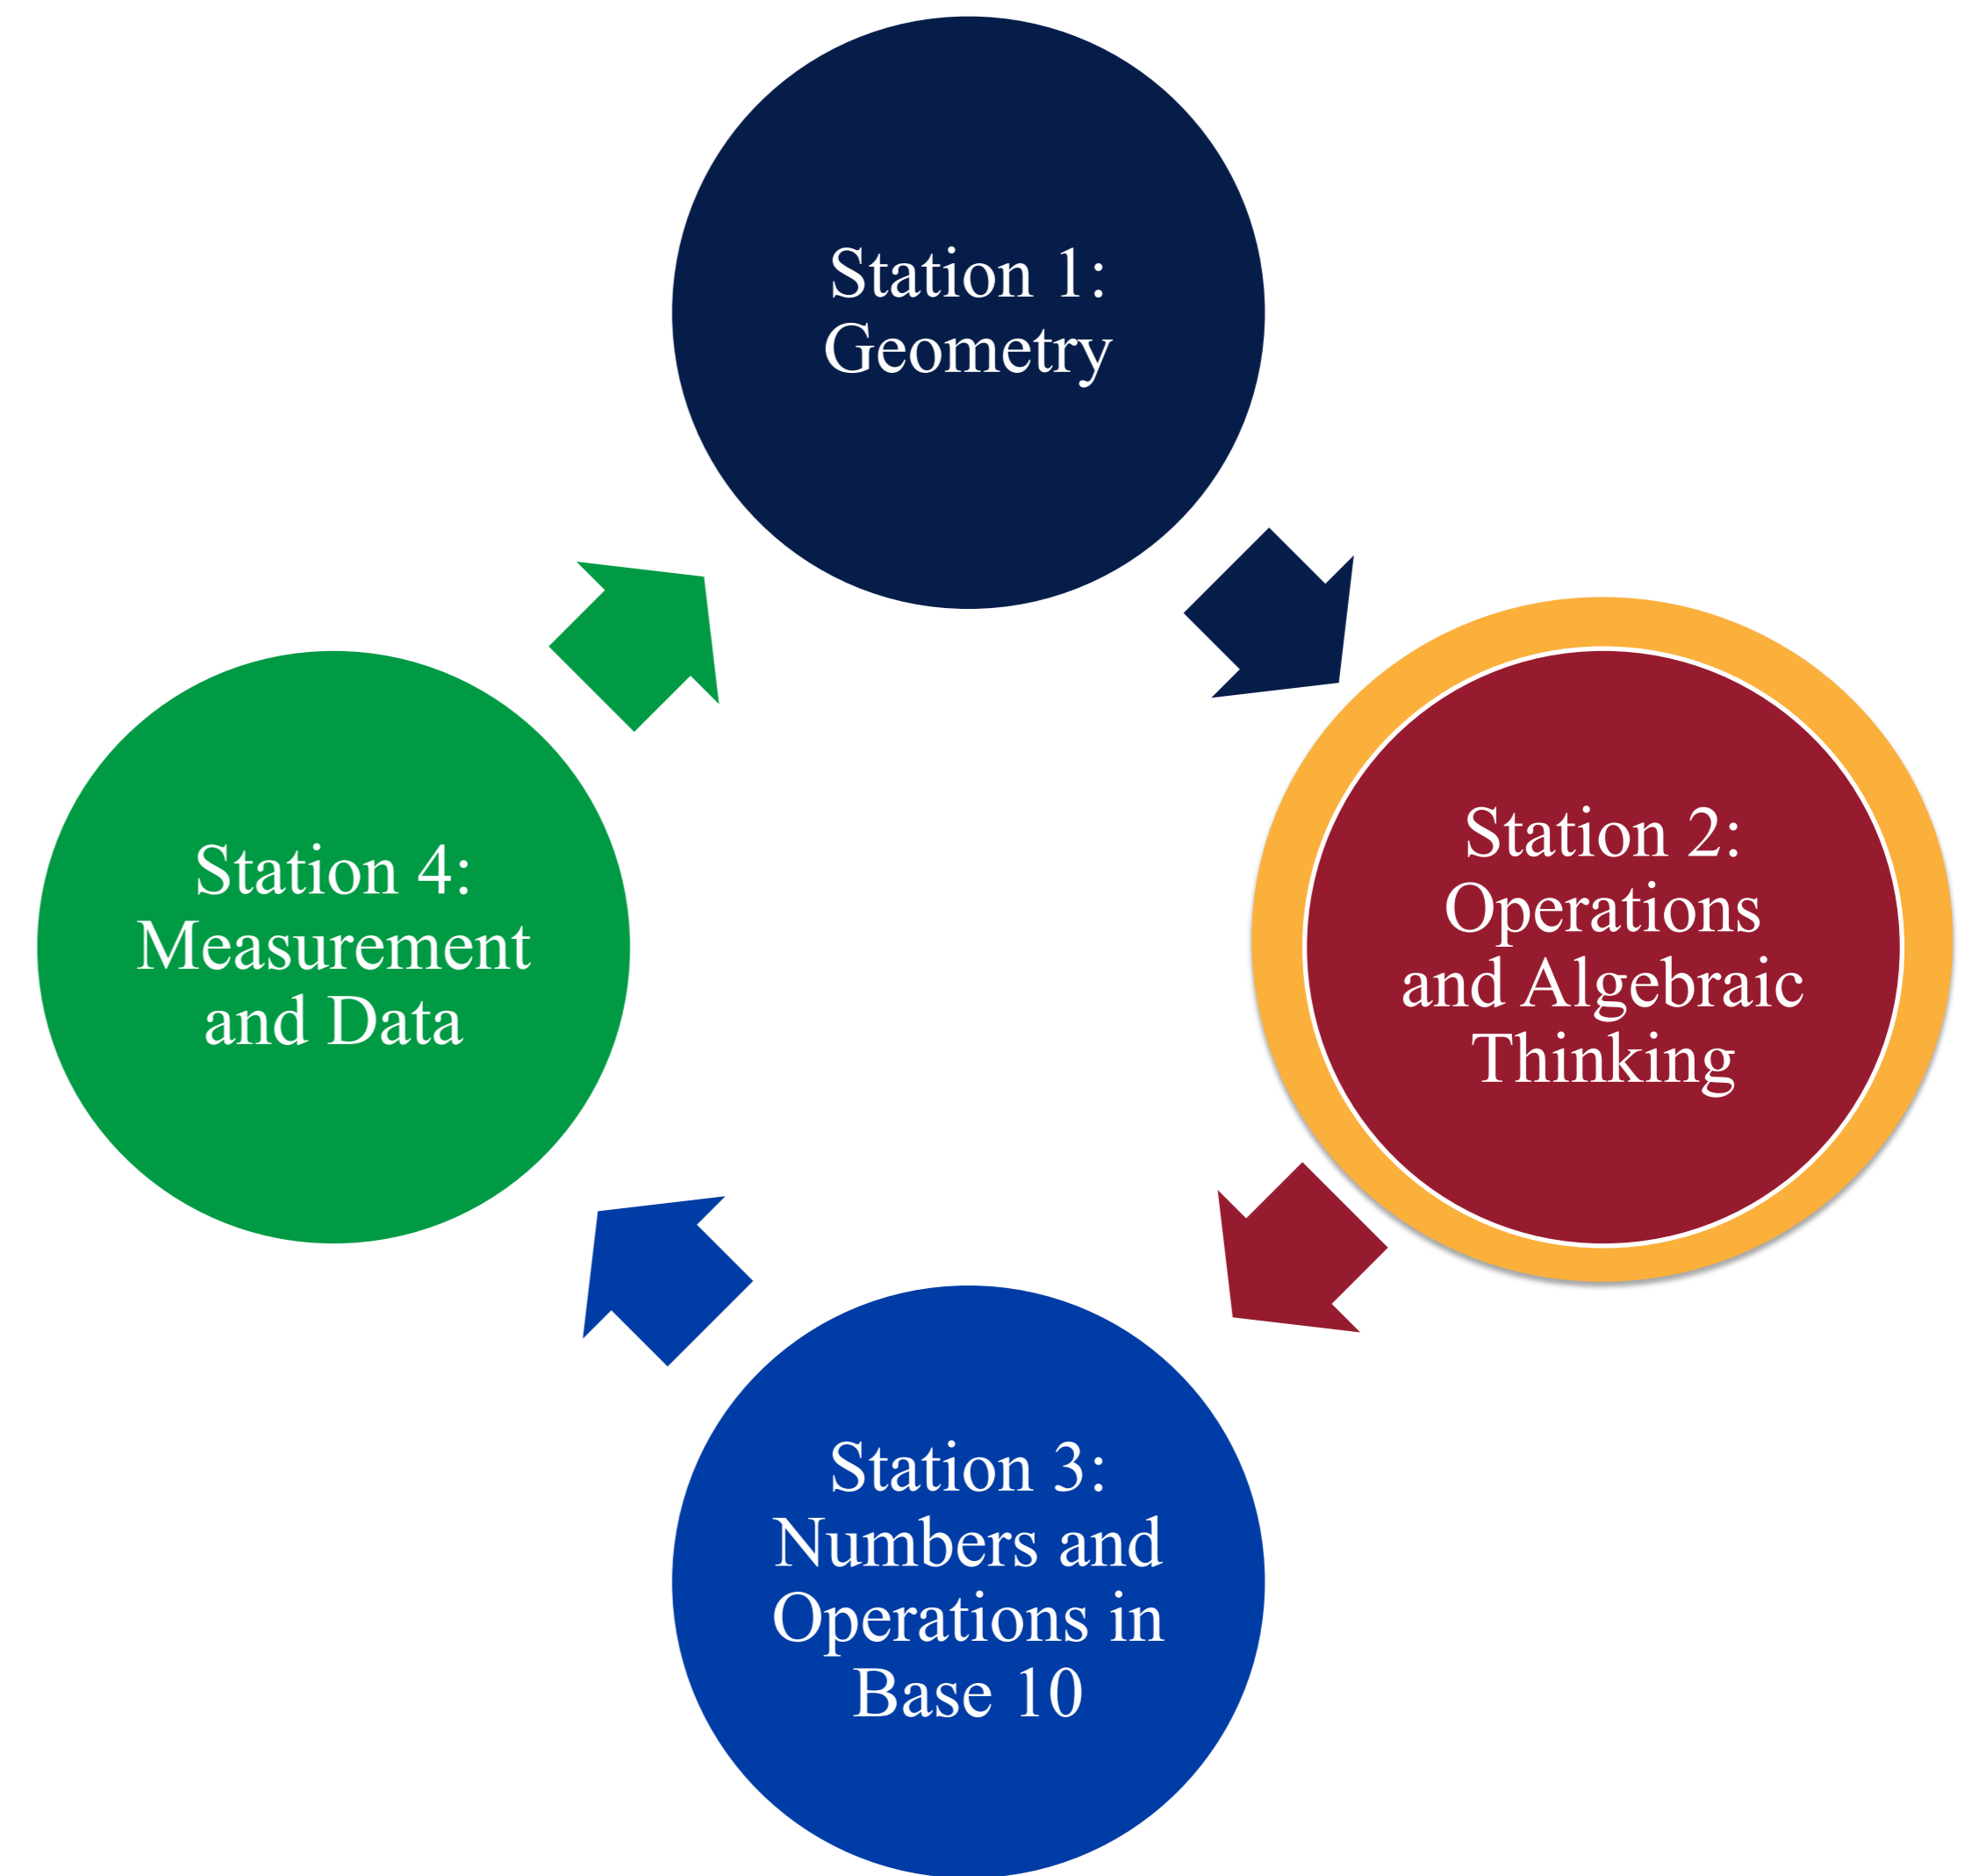 Station 1:
Geometry
Station 2:
Operations
and Algebraic
Thinking
Station 3:
Numbers and
Operations in
Base 10
Station 4:
Measurement
and Data